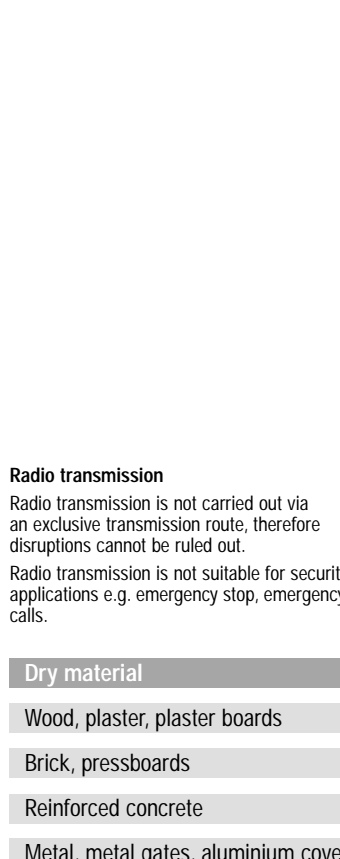 Radio transmission
Radio transmission is not carried out via
an exclusive transmission route, therefore
disruptions cannot be ruled out.
Radio transmission is not suitable for securit
applications e.g. emergency stop, emergency
calls.
Dry material
Wood, plaster, plaster boards
Brick, pressboards
Reinforced concrete
Metal, metal gates, aluminium cove